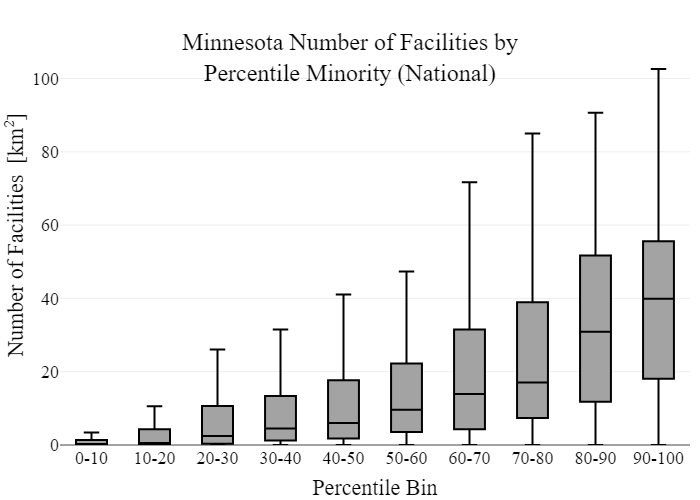 Minnesota Number of Facilities by
Percentile Minority (National)
Number of Facilities [km²]
100
80
60
40
20
0
0-10 10-20 20-30 30-40 40-50 50-60 60-70 70-80 80-90 90-100
Percentile Bin